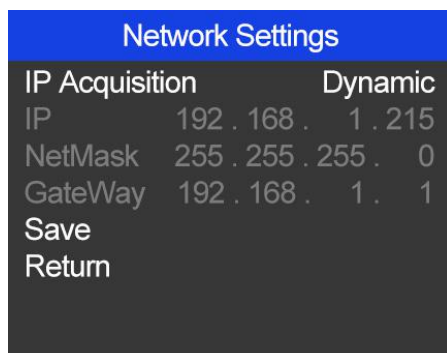 Network Settings
IP Acquisition Dynamic
IP 192 . 168 . 1 . 215
NetMask 255 . 255 . 255 . 0
GateWay 192 . 168 . 1 . 1
Save
Return